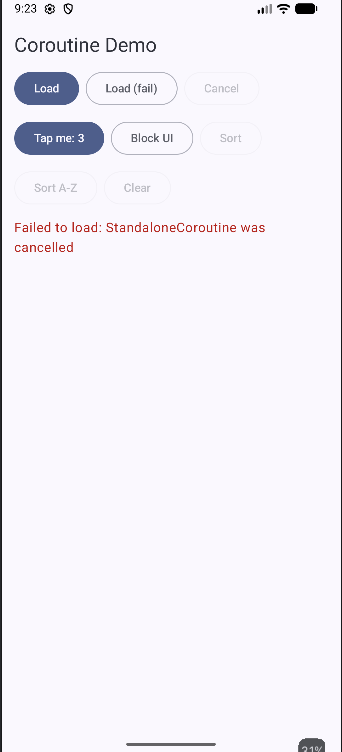 9:23
Coroutine Demo
Load Load (fail) Cancel
Tap me: 3 Block UI Sort
Sort A-Z Clear
Failed to load: StandaloneCoroutine was
cancelled